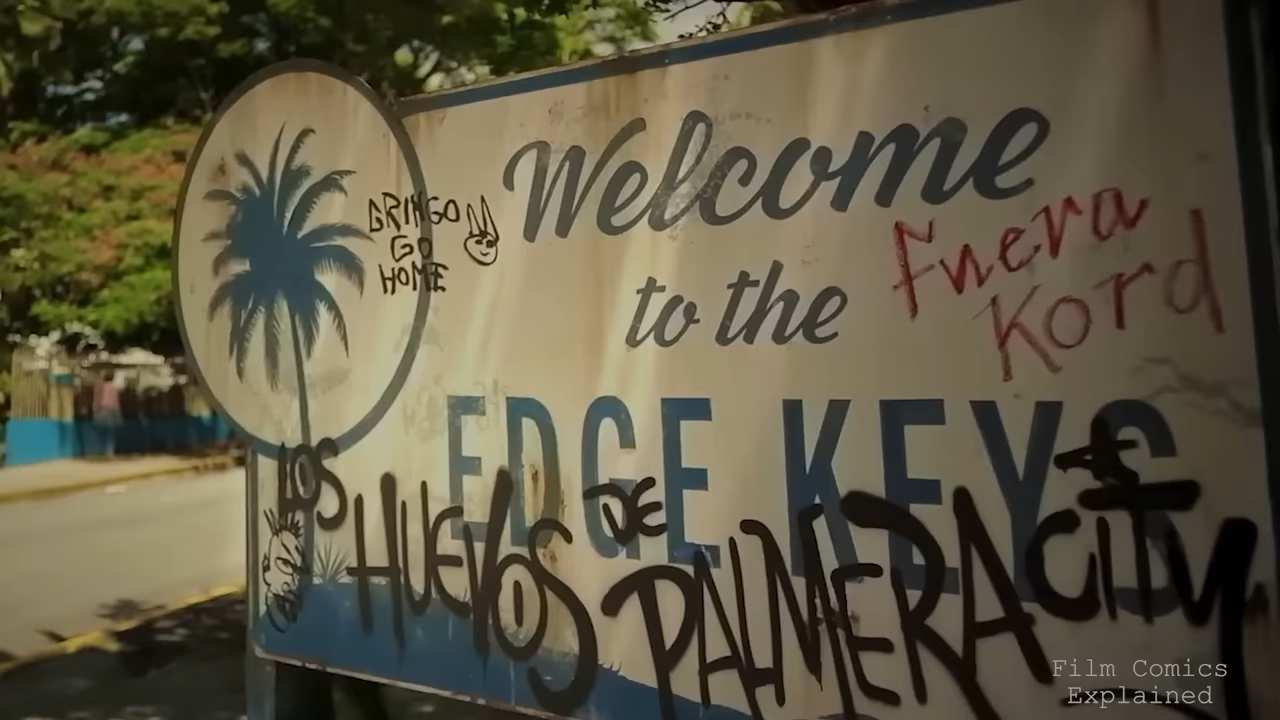 Welcome
to the
EDGE KEYS
GRINGO
GO
HOME
Fuera
Kord
LOS
HUEVOS
DE
PALMERA CITY
Film Comics
Explained